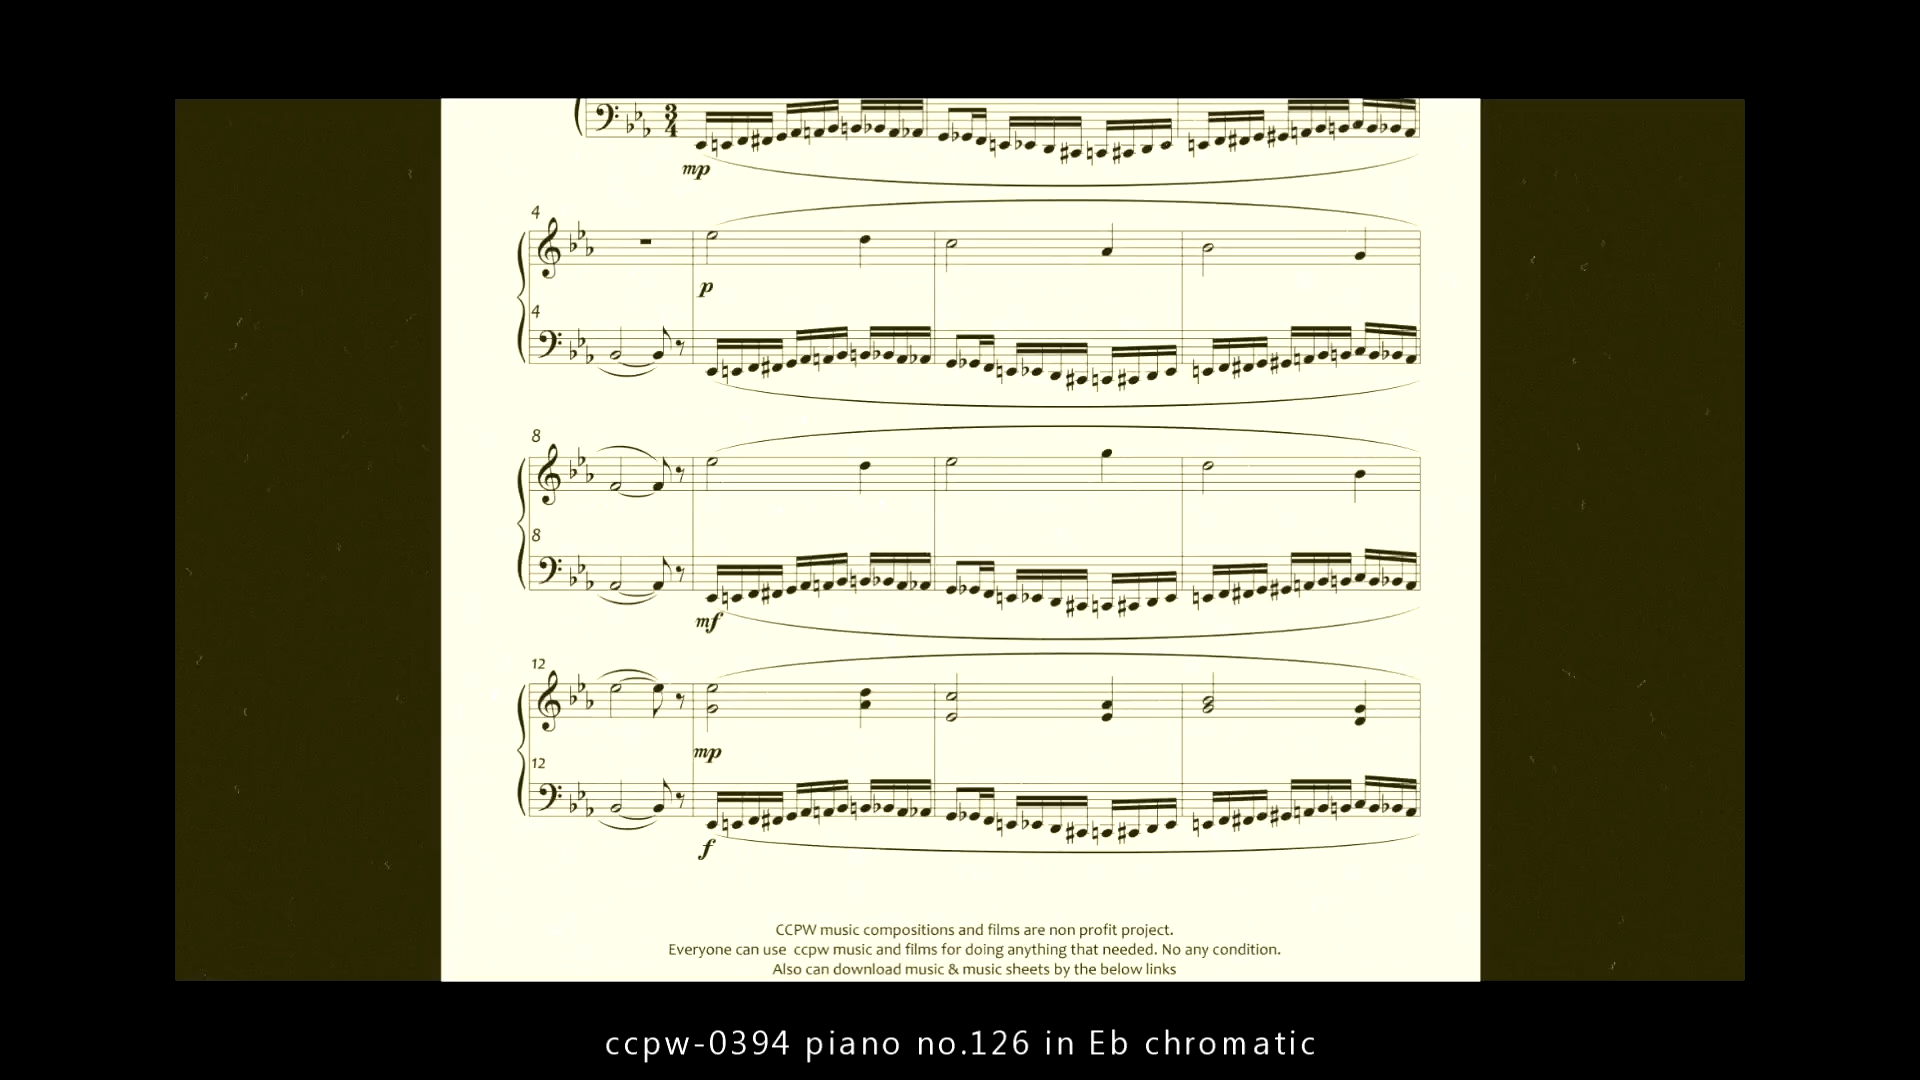 3
4
mp
4
p
4
8
8
mf
12
mp
12
f
CCPW music compositions and films are non profit project.
Everyone can use ccpw music and films for doing anything that needed. No any condition.
Also can download music & music sheets by the below links
ccpw-0394 piano no.126 in Eb chromatic